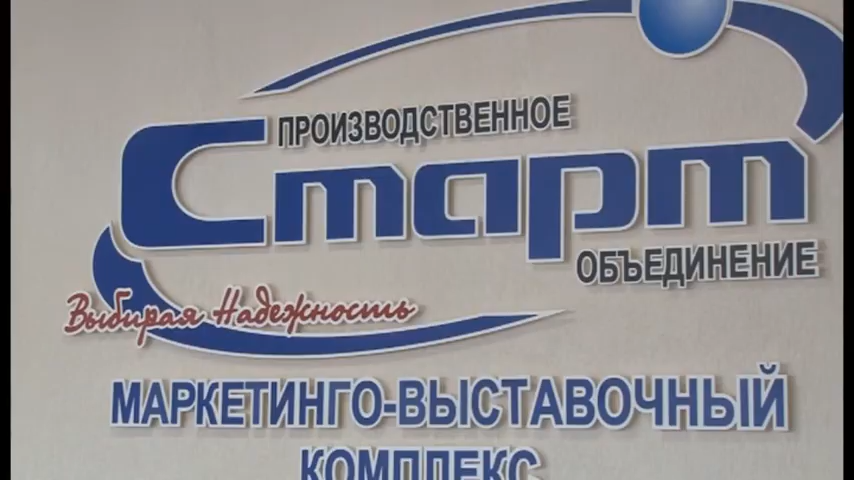 ПРОИЗВОДСТВЕННОЕ
Старт
ОБЪЕДИНЕНИЕ
Выбирая Надежность
МАРКЕТИНГО-ВЫСТАВОЧНЫЙ
КОМПЛЕКС